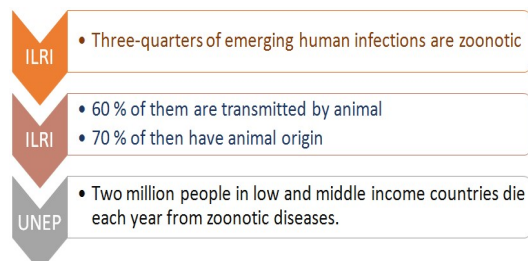 ILRI
• Three-quarters of emerging human infections are zoonotic
ILRI
• 60 % of them are transmitted by animal
• 70 % of then have animal origin
UNEP
• Two million people in low and middle income countries die
each year from zoonotic diseases.